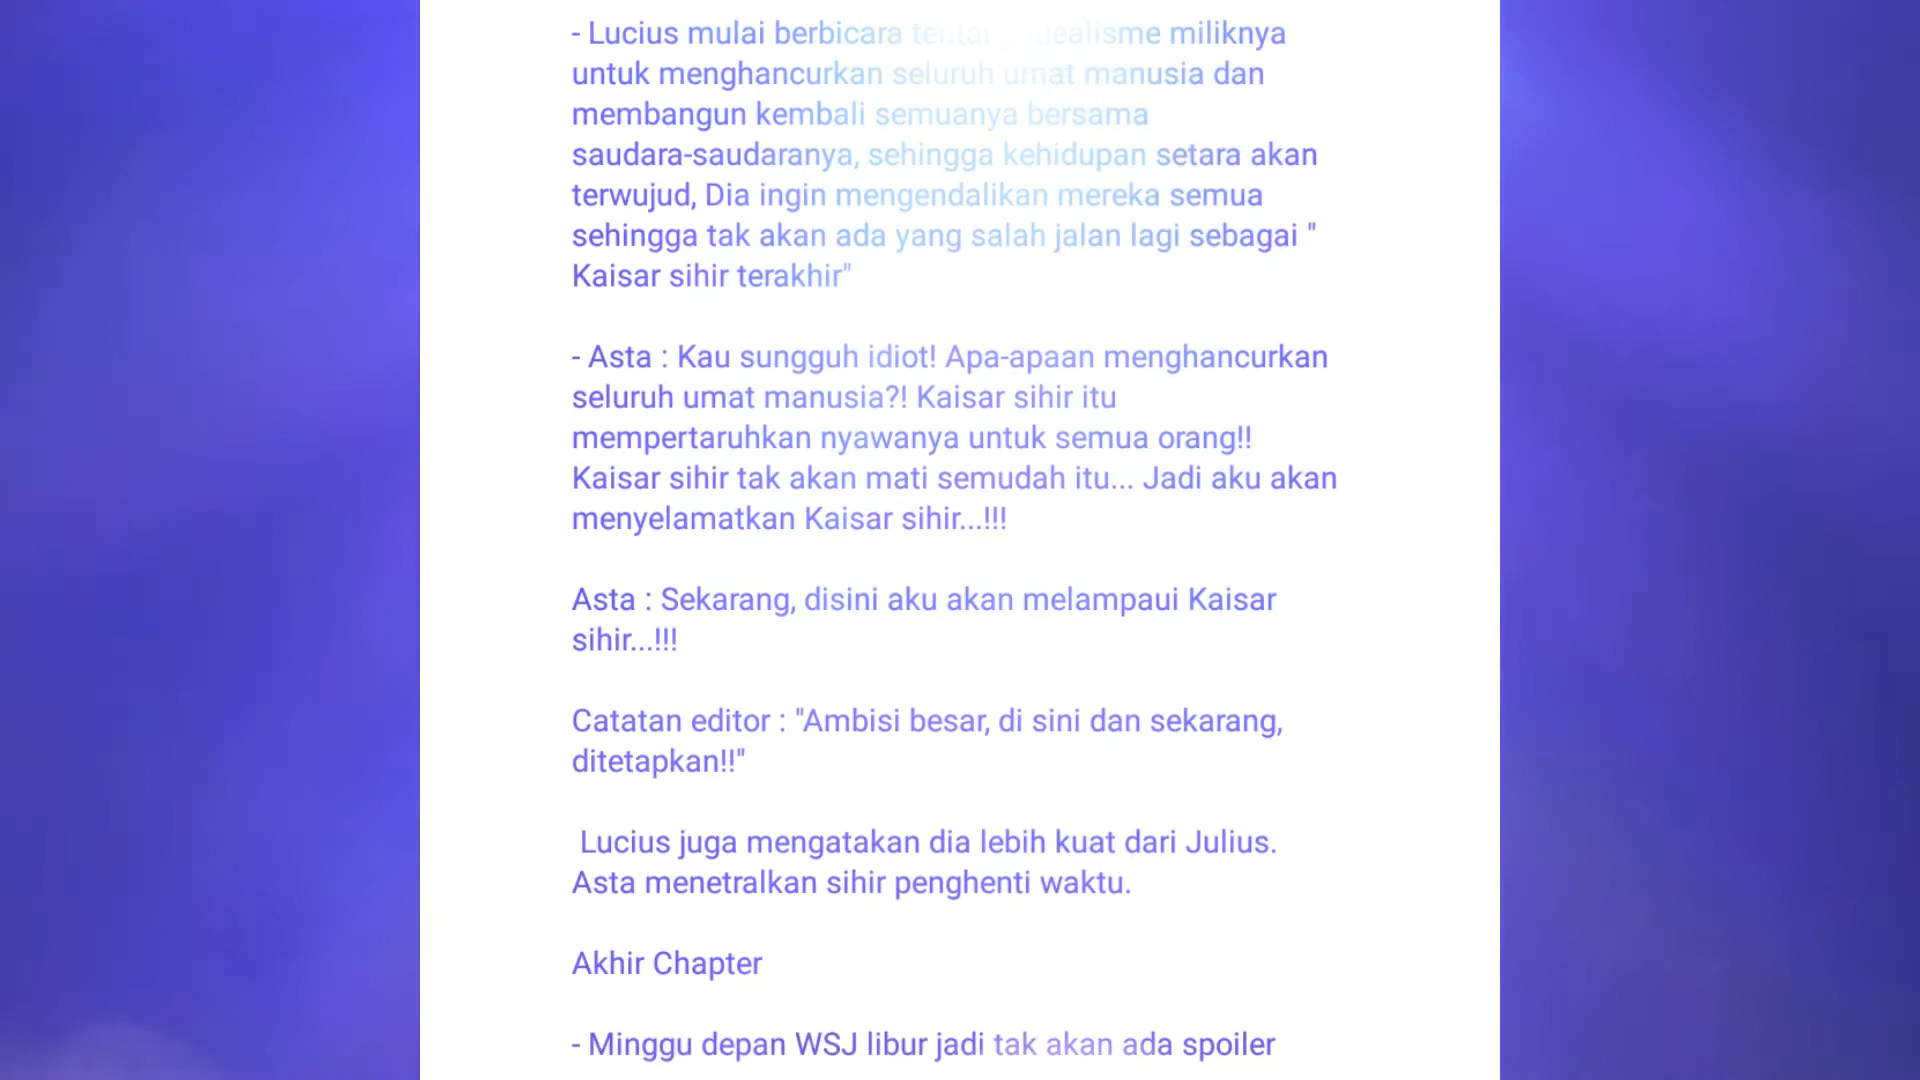 - Lucius mulai berbicara tentang idealisme miliknya
untuk menghancurkan seluruh umat manusia dan
membangun kembali semuanya bersama
saudara-saudaranya, sehingga kehidupan setara akan
terwujud, Dia ingin mengendalikan mereka semua
sehingga tak akan ada yang salah jalan lagi sebagai "
Kaisar sihir terakhir"
- Asta : Kau sungguh idiot! Apa-apaan menghancurkan
seluruh umat manusia?! Kaisar sihir itu
mempertaruhkan nyawanya untuk semua orang!!
Kaisar sihir tak akan mati semudah itu... Jadi aku akan
menyelamatkan Kaisar sihir...!!!
Asta : Sekarang, disini aku akan melampaui Kaisar
sihir...!!!
Catatan editor : "Ambisi besar, di sini dan sekarang,
ditetapkan!!"
Lucius juga mengatakan dia lebih kuat dari Julius.
Asta menetralkan sihir penghenti waktu.
Akhir Chapter
- Minggu depan WSJ libur jadi tak akan ada spoiler